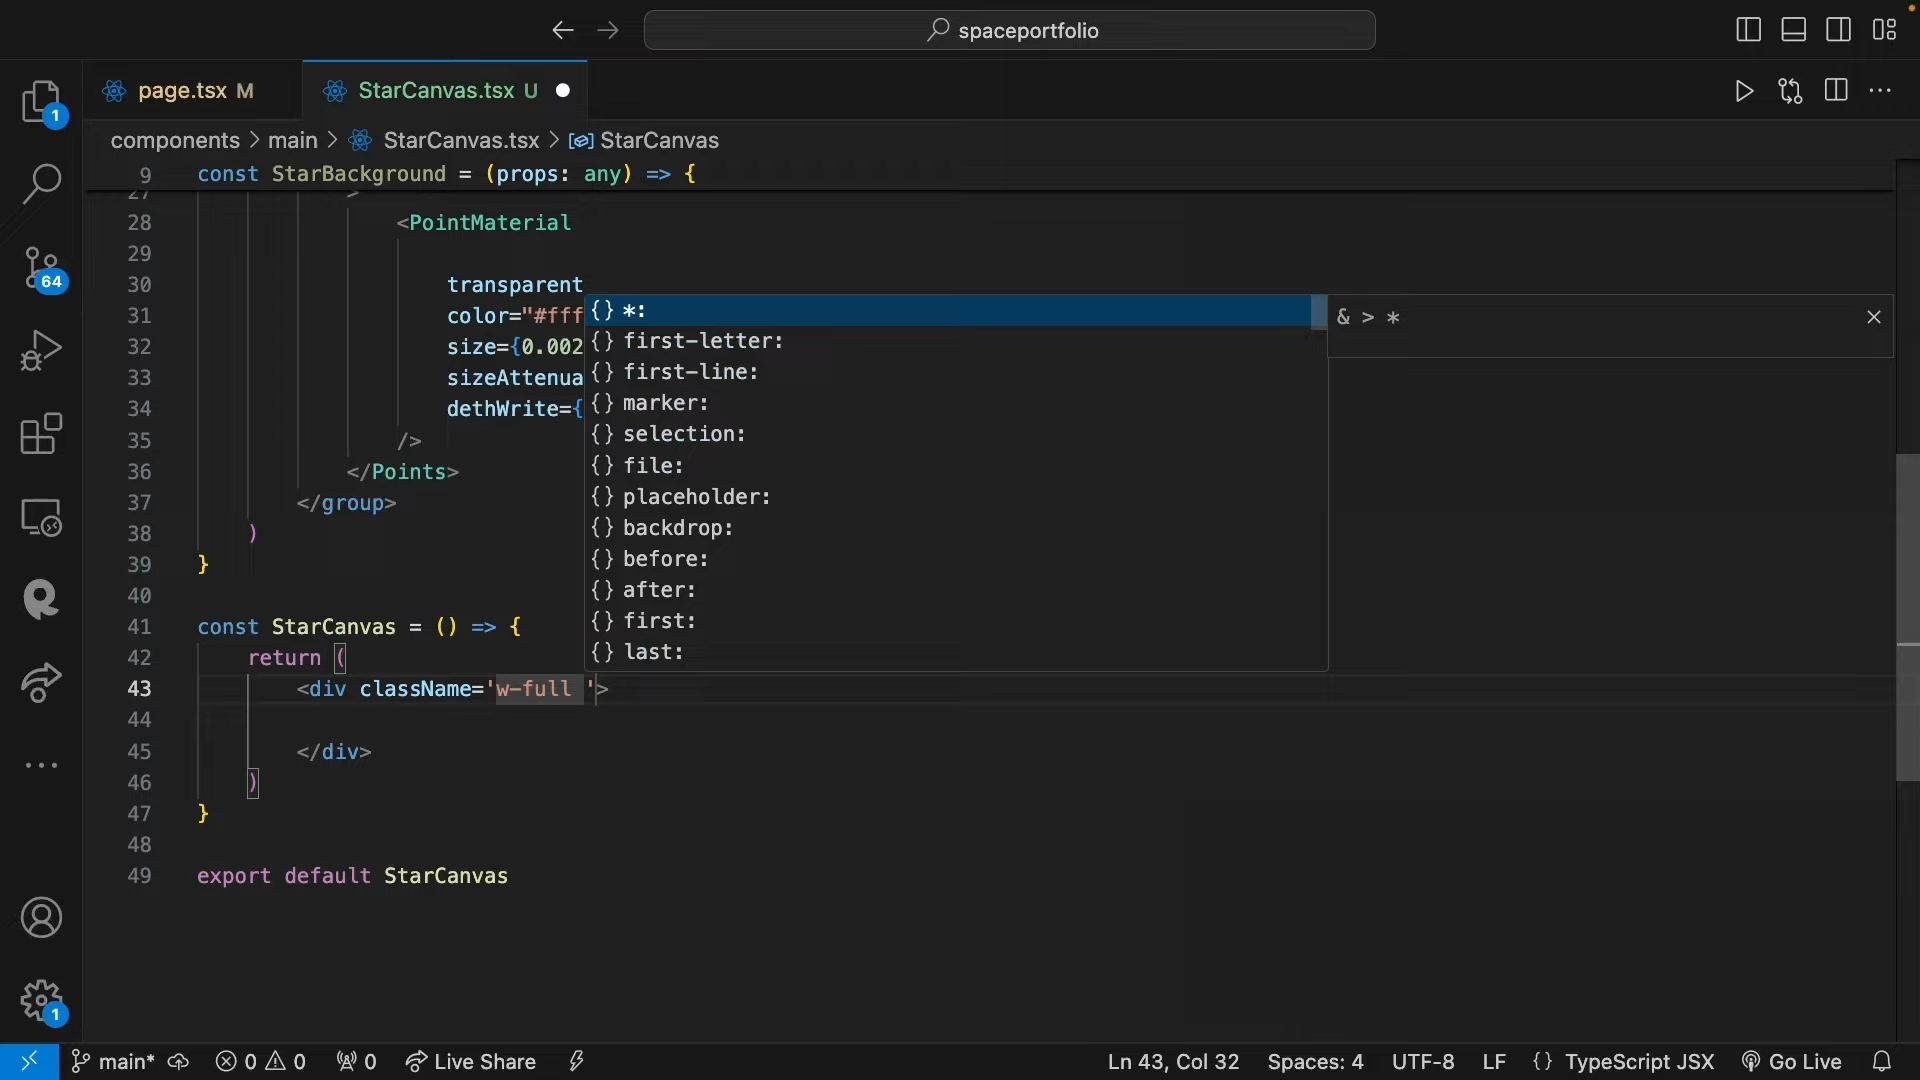 spaceportfolio
page.tsx M
StarCanvas.tsx U
components > main > StarCanvas.tsx > StarCanvas
9 const StarBackground = (props: any) => {
27 >
28 <PointMaterial
29
30 transparent
31 color="#fff
32 size={0.002
33 sizeAttenua
34 dethWrite={
35 />
36 </Points>
37 </group>
38 )
39 }
40
41 const StarCanvas = () => {
42 return (
43 <div className='w-full '>
44
45 </div>
46 )
47 }
48
49 export default StarCanvas
{} *:
{} first-letter:
{} first-line:
{} marker:
{} selection:
{} file:
{} placeholder:
{} backdrop:
{} before:
{} after:
{} first:
{} last:
& > *
1
64
1
main* 0 0 0 Live Share Ln 43, Col 32 Spaces: 4 UTF-8 LF {} TypeScript JSX Go Live